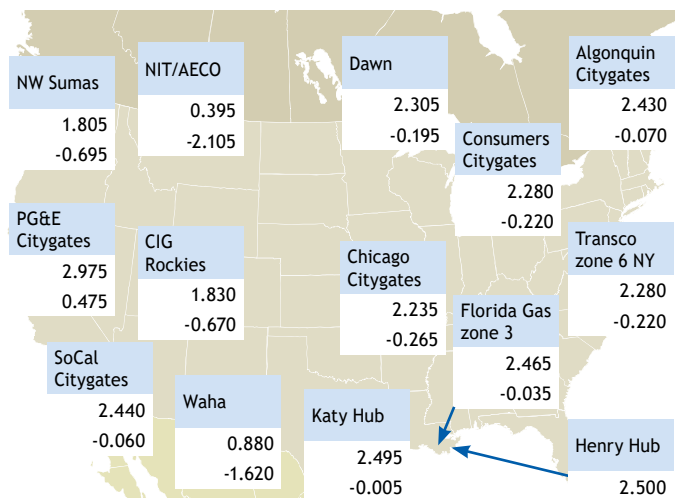 NW Sumas
1.805
-0.695
NIT/AECO
0.395
-2.105
Dawn
2.305
-0.195
Algonquin
Citygates
2.430
-0.070
Consumers
Citygates
2.280
-0.220
PG&E
Citygates
2.975
0.475
CIG
Rockies
1.830
-0.670
Chicago
Citygates
2.235
-0.265
Transco
zone 6 NY
2.280
-0.220
Florida Gas
zone 3
2.465
-0.035
SoCal
Citygates
2.440
-0.060
Waha
0.880
-1.620
Katy Hub
2.495
-0.005
Henry Hub
2.500